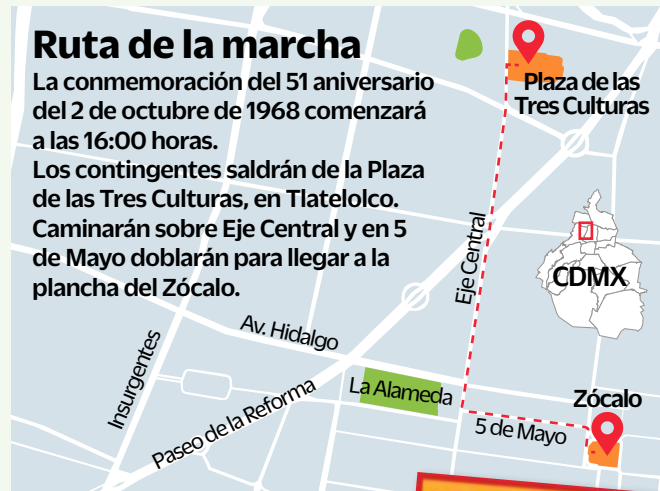 Ruta de la marcha
La conmemoración del 51 aniversario
del 2 de octubre de 1968 comenzará
a las 16:00 horas.
Los contingentes saldrán de la Plaza
de las Tres Culturas, en Tlatelolco.
Caminarán sobre Eje Central y en 5
de Mayo doblarán para llegar a la
plancha del Zócalo.
Plaza de las
Tres Culturas
Eje Central
CDMX
Av. Hidalgo
Insurgentes
Paseo de la Reforma
La Alameda
Zócalo
5 de Mayo